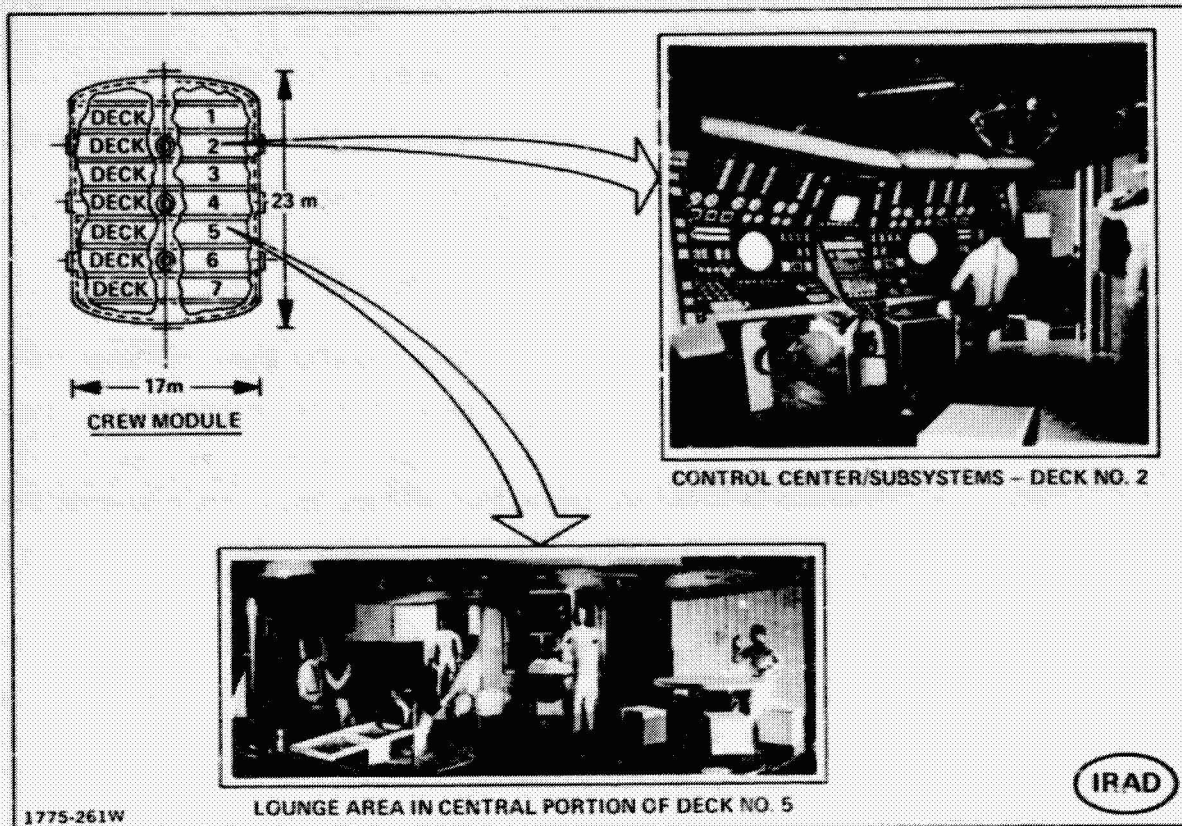 DECK 1
DECK 2
DECK 3
DECK 4
23 m
DECK 5
DECK 6
DECK 7
17m
CREW MODULE
CONTROL CENTER/SUBSYSTEMS – DECK NO. 2
LOUNGE AREA IN CENTRAL PORTION OF DECK NO. 5
IRAD
1775-261W